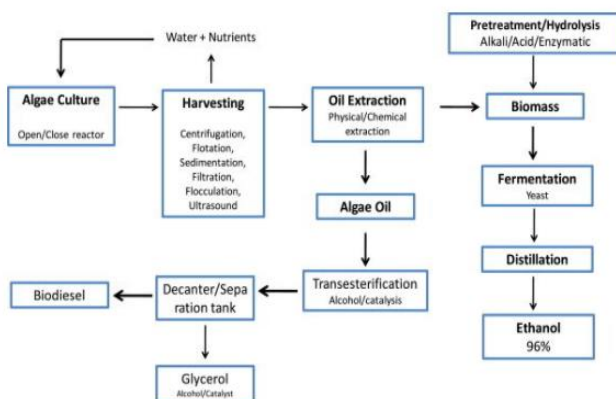 Water + Nutrients
Pretreatment/Hydrolysis
Alkali/Acid/Enzymatic
Algae Culture
Open/Close reactor
Harvesting
Centrifugation,
Flotation,
Sedimentation,
Filtration,
Flocculation,
Ultrasound
Oil Extraction
Physical/Chemical
extraction
Biomass
Algae Oil
Fermentation
Yeast
Distillation
Ethanol
96%
Transesterification
Alcohol/catalysis
Decanter/Sepa
ration tank
Biodiesel
Glycerol
Alcohol/Catalyst